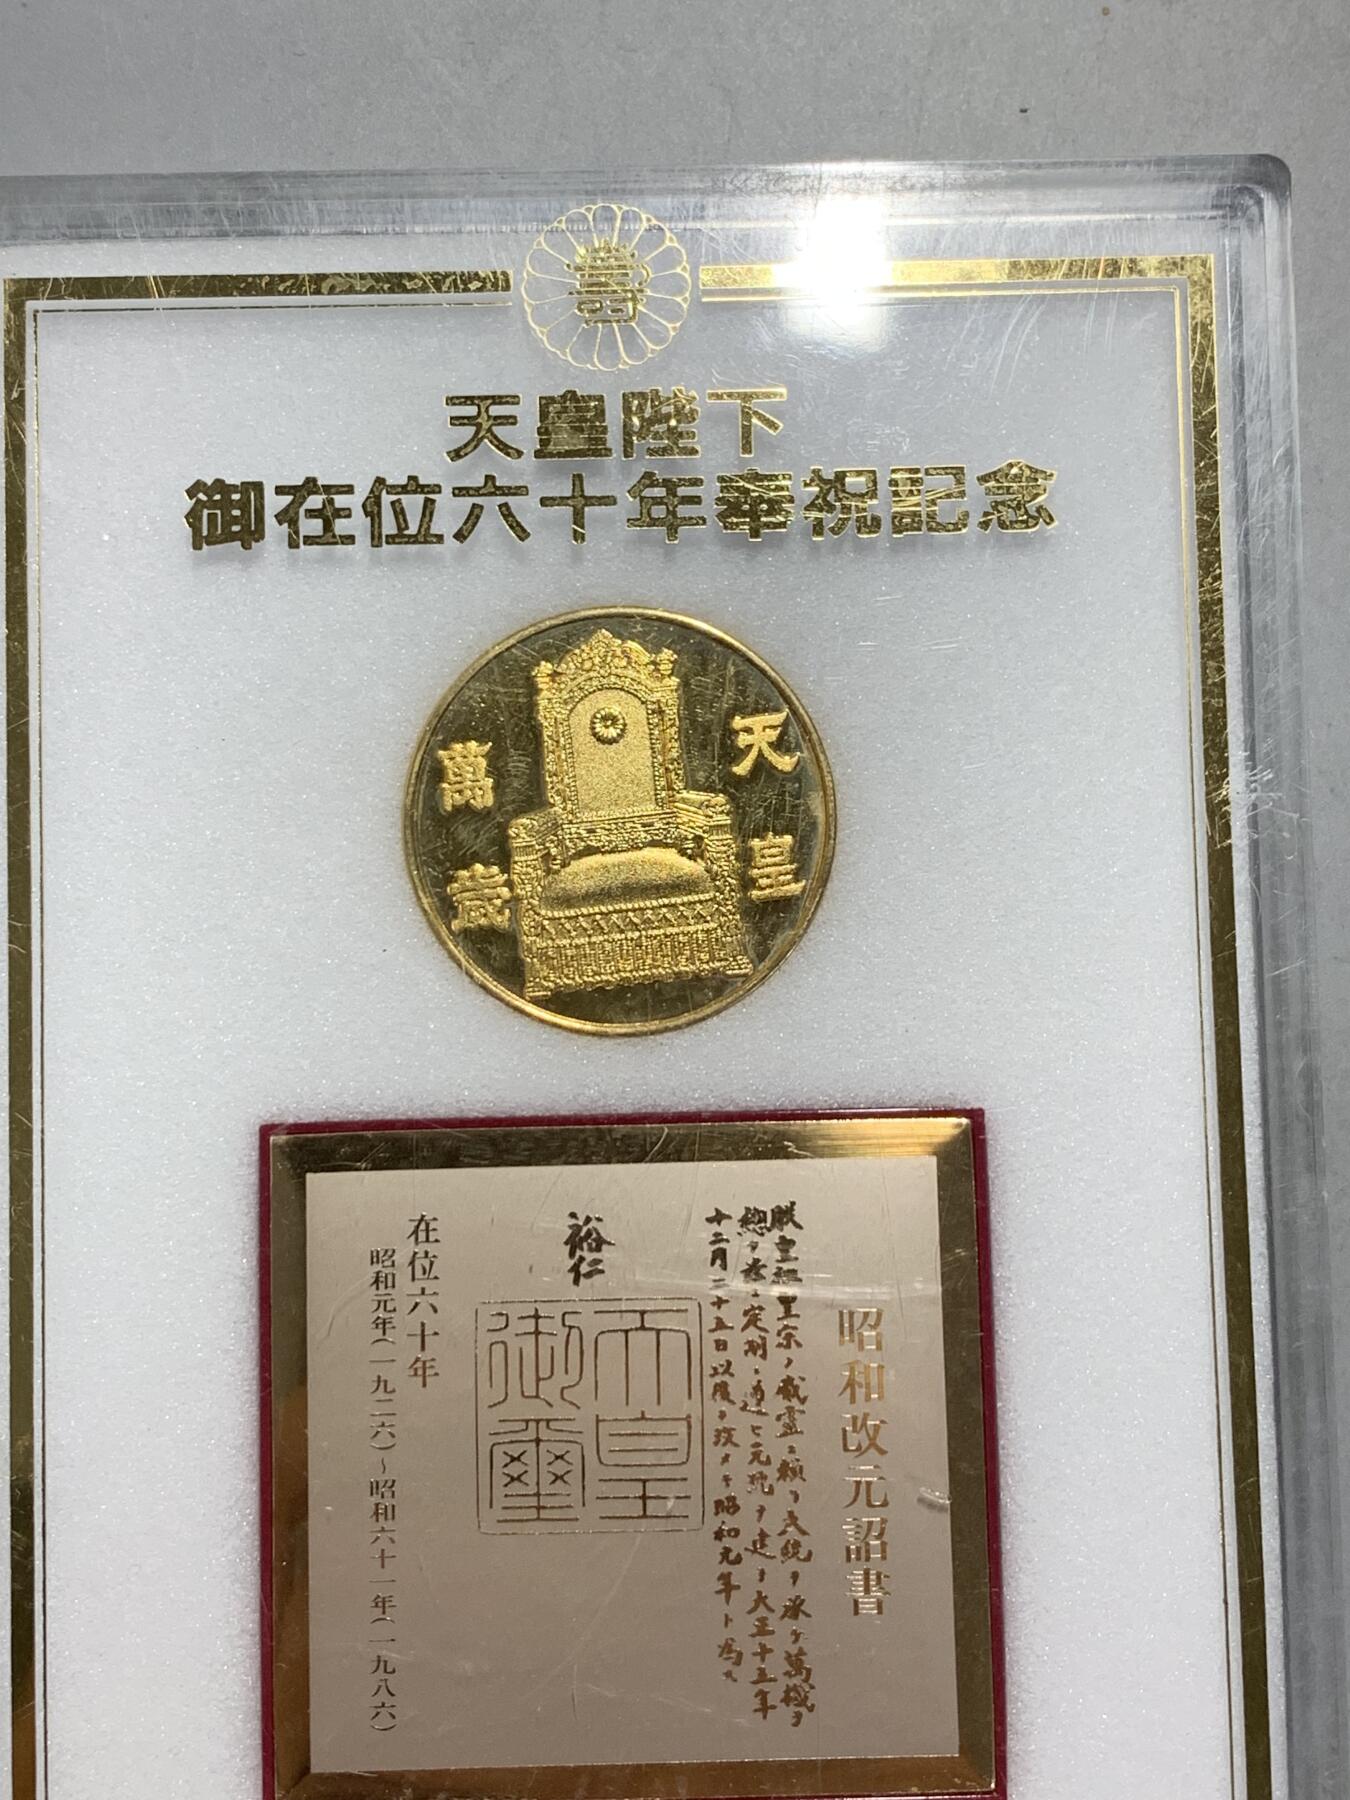 壽
天皇陛下
御在位六十年奉祝記念
天皇
萬歳
昭和改元詔書
朕皇祖皇宗ノ威靈ニ頼リ大統ヲ承ケ萬機ヲ
總フ茲ニ定制ニ遵ヒ元號ヲ建テ大正十五年
十二月二十五日以後ヲ改メテ昭和元年ト爲ス
裕仁
天皇
御璽
在位六十年
昭和元年(一九二六)~昭和六十一年(一九八六)